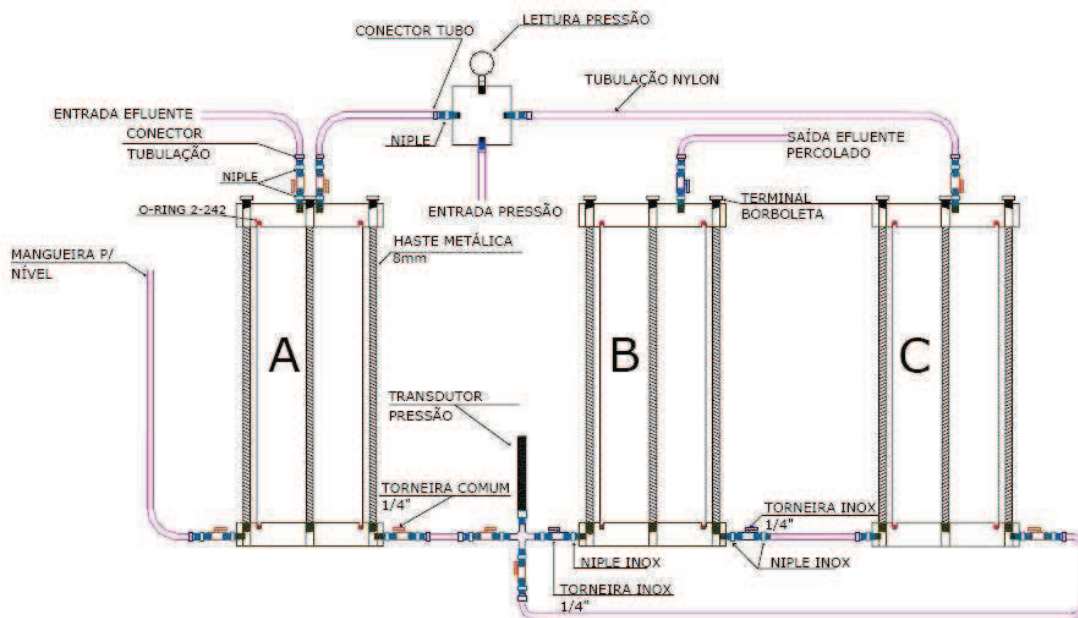 LEITURA PRESSÃO
CONECTOR TUBO
TUBULAÇÃO NYLON
ENTRADA EFLUENTE
CONECTOR
TUBULAÇÃO
NIPLE
SAÍDA EFLUENTE
PERCOLADO
NIPLE
O-RING 2-242
ENTRADA PRESSÃO
TERMINAL
BORBOLETA
MANGUEIRA P/
NÍVEL
HASTE METÁLICA
8mm
A
B
C
TRANSDUTOR
PRESSÃO
TORNEIRA COMUM
1/4"
TORNEIRA INOX
1/4"
NIPLE INOX
NIPLE INOX
TORNEIRA INOX
1/4"